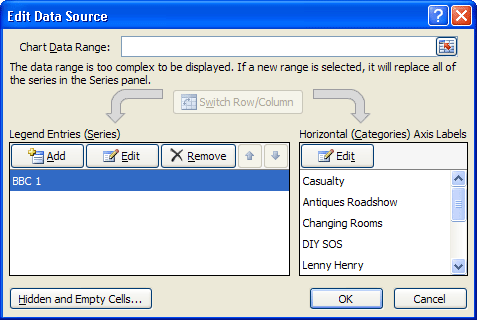 Edit Data Source
Chart Data Range:
The data range is too complex to be displayed. If a new range is selected, it will replace all of
the series in the Series panel.
Switch Row/Column
Legend Entries (Series)
Horizontal (Categories) Axis Labels
Add Edit Remove
Edit
BBC 1
Casualty
Antiques Roadshow
Changing Rooms
DIY SOS
Lenny Henry
Hidden and Empty Cells...
OK Cancel